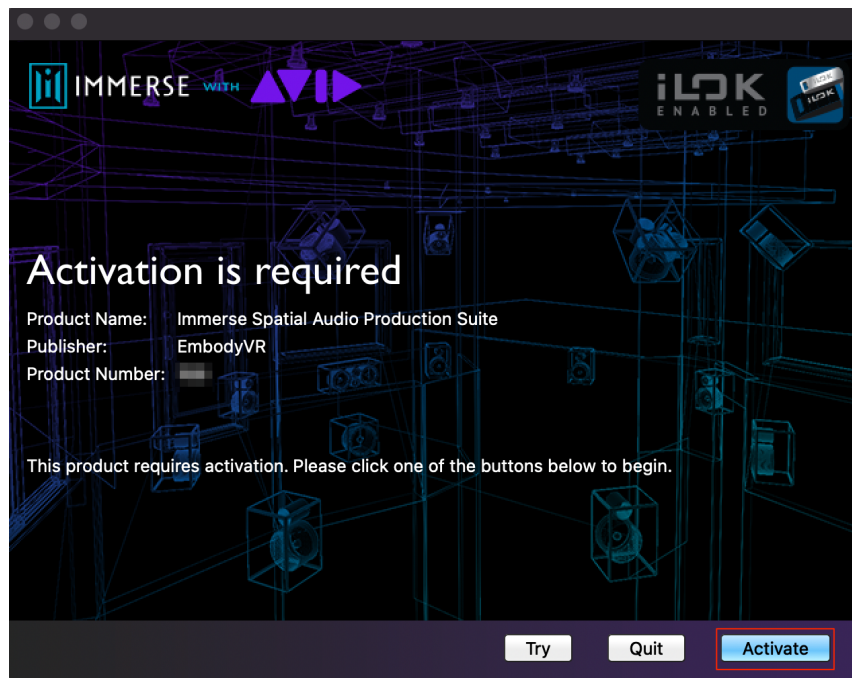 IMMERSE WITH AVID
iLOK
ENABLED
Activation is required
Product Name: Immerse Spatial Audio Production Suite
Publisher: EmbodyVR
Product Number:
This product requires activation. Please click one of the buttons below to begin.
Try Quit Activate